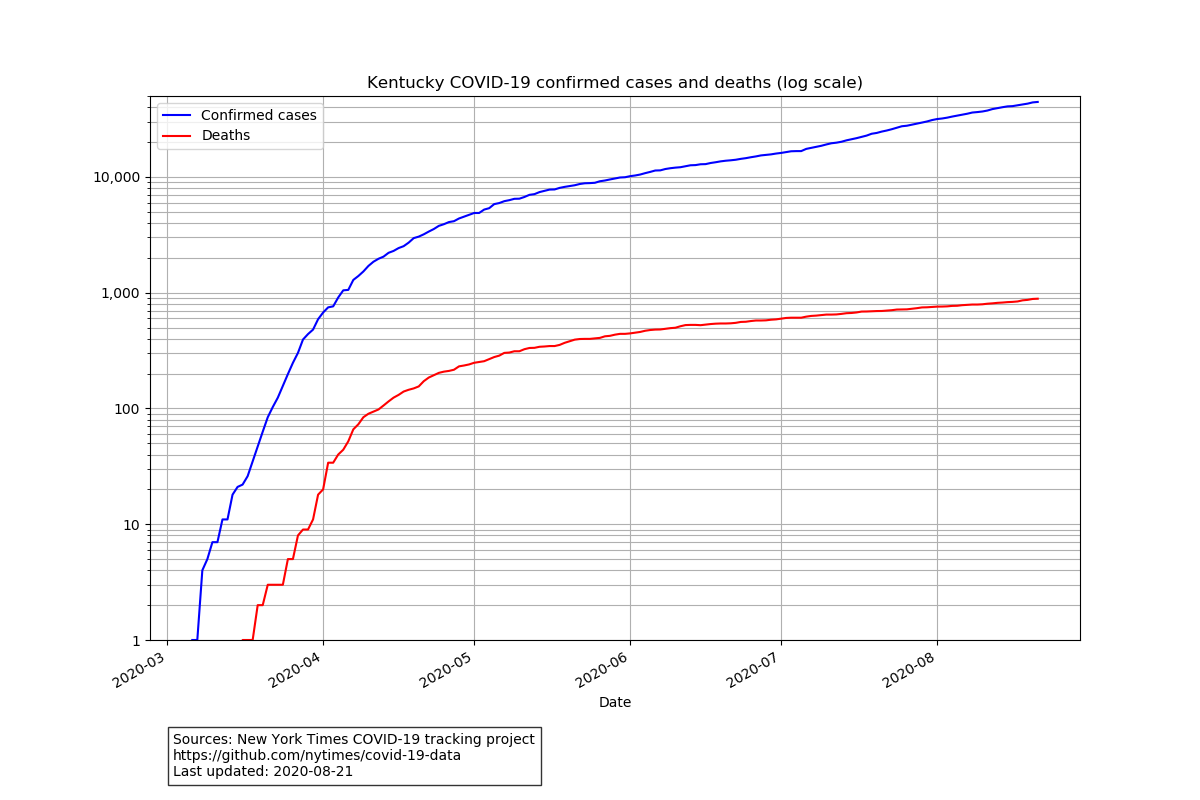 Kentucky COVID-19 confirmed cases and deaths (log scale)
Confirmed cases
Deaths
10,000
1,000
100
10
1
2020-03
2020-04
2020-05
2020-06
2020-07
2020-08
Date
Sources: New York Times COVID-19 tracking project
https://github.com/nytimes/covid-19-data
Last updated: 2020-08-21